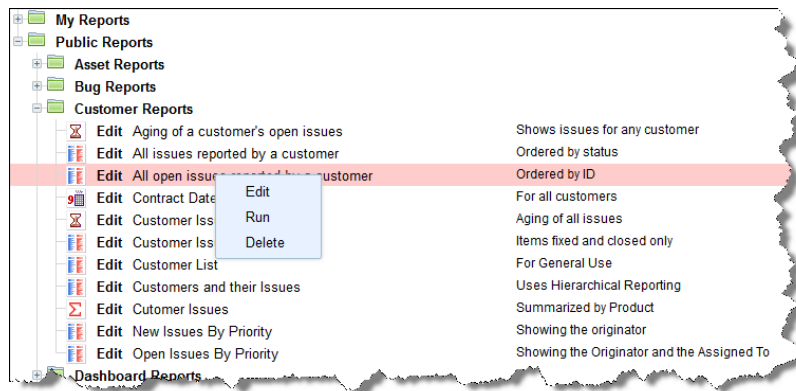 My Reports
Public Reports
Asset Reports
Bug Reports
Customer Reports
Edit Aging of a customer's open issues Shows issues for any customer
Edit All issues reported by a customer Ordered by status
Edit All open issues reported by a customer Ordered by ID
Edit Contract Date For all customers
Edit Customer Iss Aging of all issues
Edit Customer Iss Items fixed and closed only
Edit Customer List For General Use
Edit Customers and their Issues Uses Hierarchical Reporting
Edit Cutomer Issues Summarized by Product
Edit New Issues By Priority Showing the originator
Edit Open Issues By Priority Showing the Originator and the Assigned To
Dashboard Reports
Edit
Run
Delete